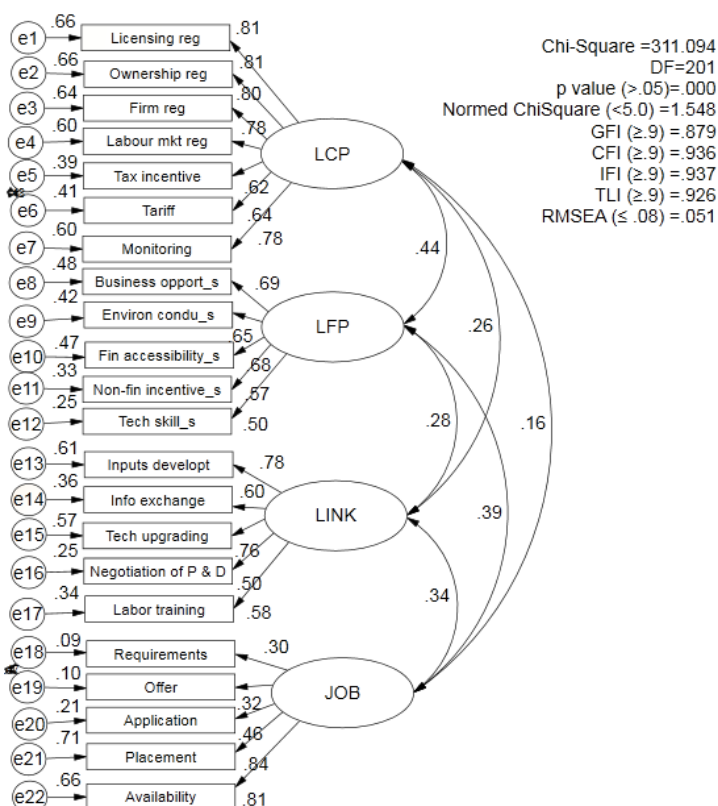 Chi-Square =311.094
DF=201
p value (>.05)=.000
Normed ChiSquare (<5.0) =1.548
GFI (≥.9) =.879
CFI (≥.9) =.936
IFI (≥.9) =.937
TLI (≥.9) =.926
RMSEA (≤ .08) =.051
e1 .66 Licensing reg .81
e2 .66 Ownership reg .81
e3 .64 Firm reg .80
e4 .60 Labour mkt reg .78
e5 .39 Tax incentive .62
e6 .41 Tariff .64
e7 .60 Monitoring .78
LCP
e8 .48 Business opport_s .69
e9 .42 Environ condu_s .65
e10 .47 Fin accessibility_s .68
e11 .33 Non-fin incentive_s .57
e12 .25 Tech skill_s .50
LFP
e13 .61 Inputs developt .78
e14 .36 Info exchange .60
e15 .57 Tech upgrading .76
e16 .25 Negotiation of P & D .50
e17 .34 Labor training .58
LINK
e18 .09 Requirements .30
e19 .10 Offer .32
e20 .21 Application .46
e21 .71 Placement .84
e22 .66 Availability .81
JOB
.44
.26
.28
.16
.39
.34